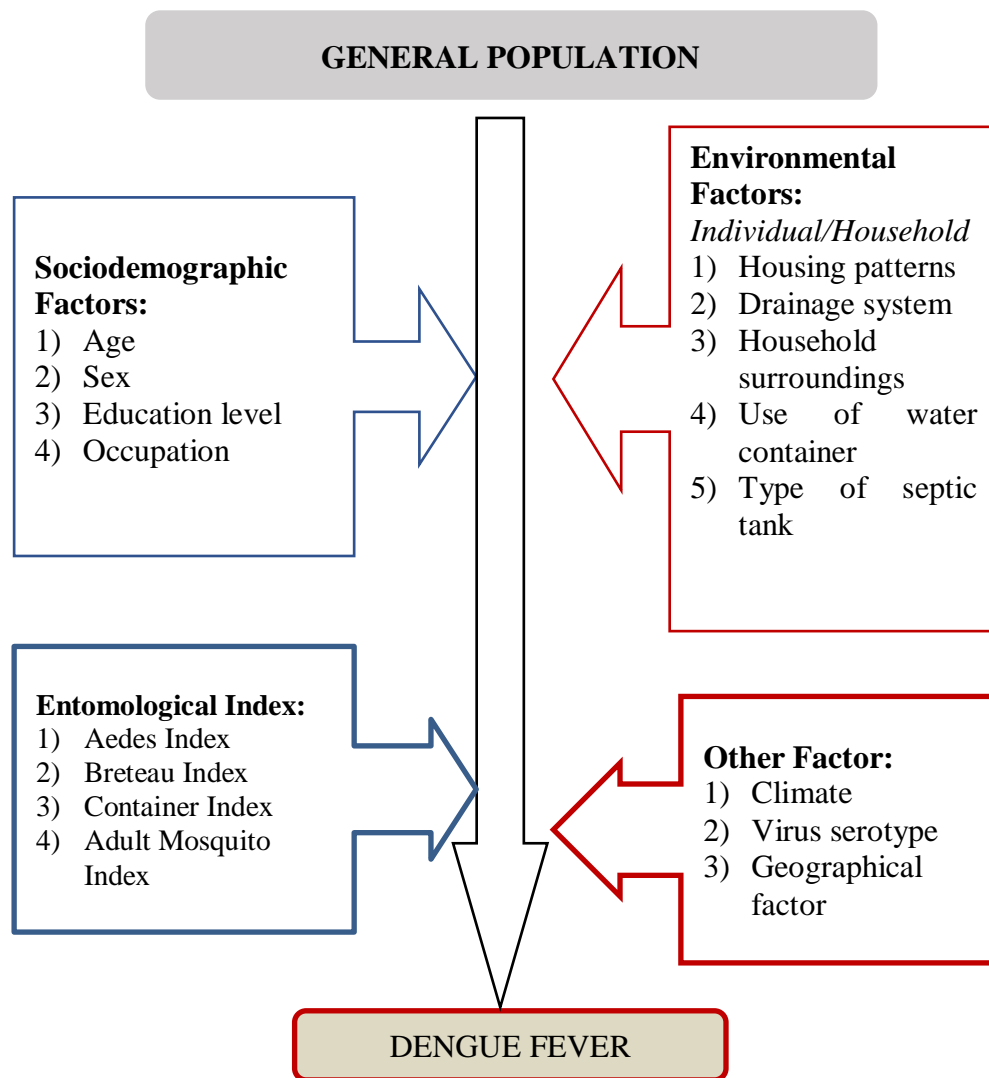 GENERAL POPULATION
Sociodemographic
Factors:
1) Age
2) Sex
3) Education level
4) Occupation
Environmental
Factors:
Individual/Household
1) Housing patterns
2) Drainage system
3) Household
surroundings
4) Use of water
container
5) Type of septic
tank
Entomological Index:
1) Aedes Index
2) Breteau Index
3) Container Index
4) Adult Mosquito
Index
Other Factor:
1) Climate
2) Virus serotype
3) Geographical
factor
DENGUE FEVER